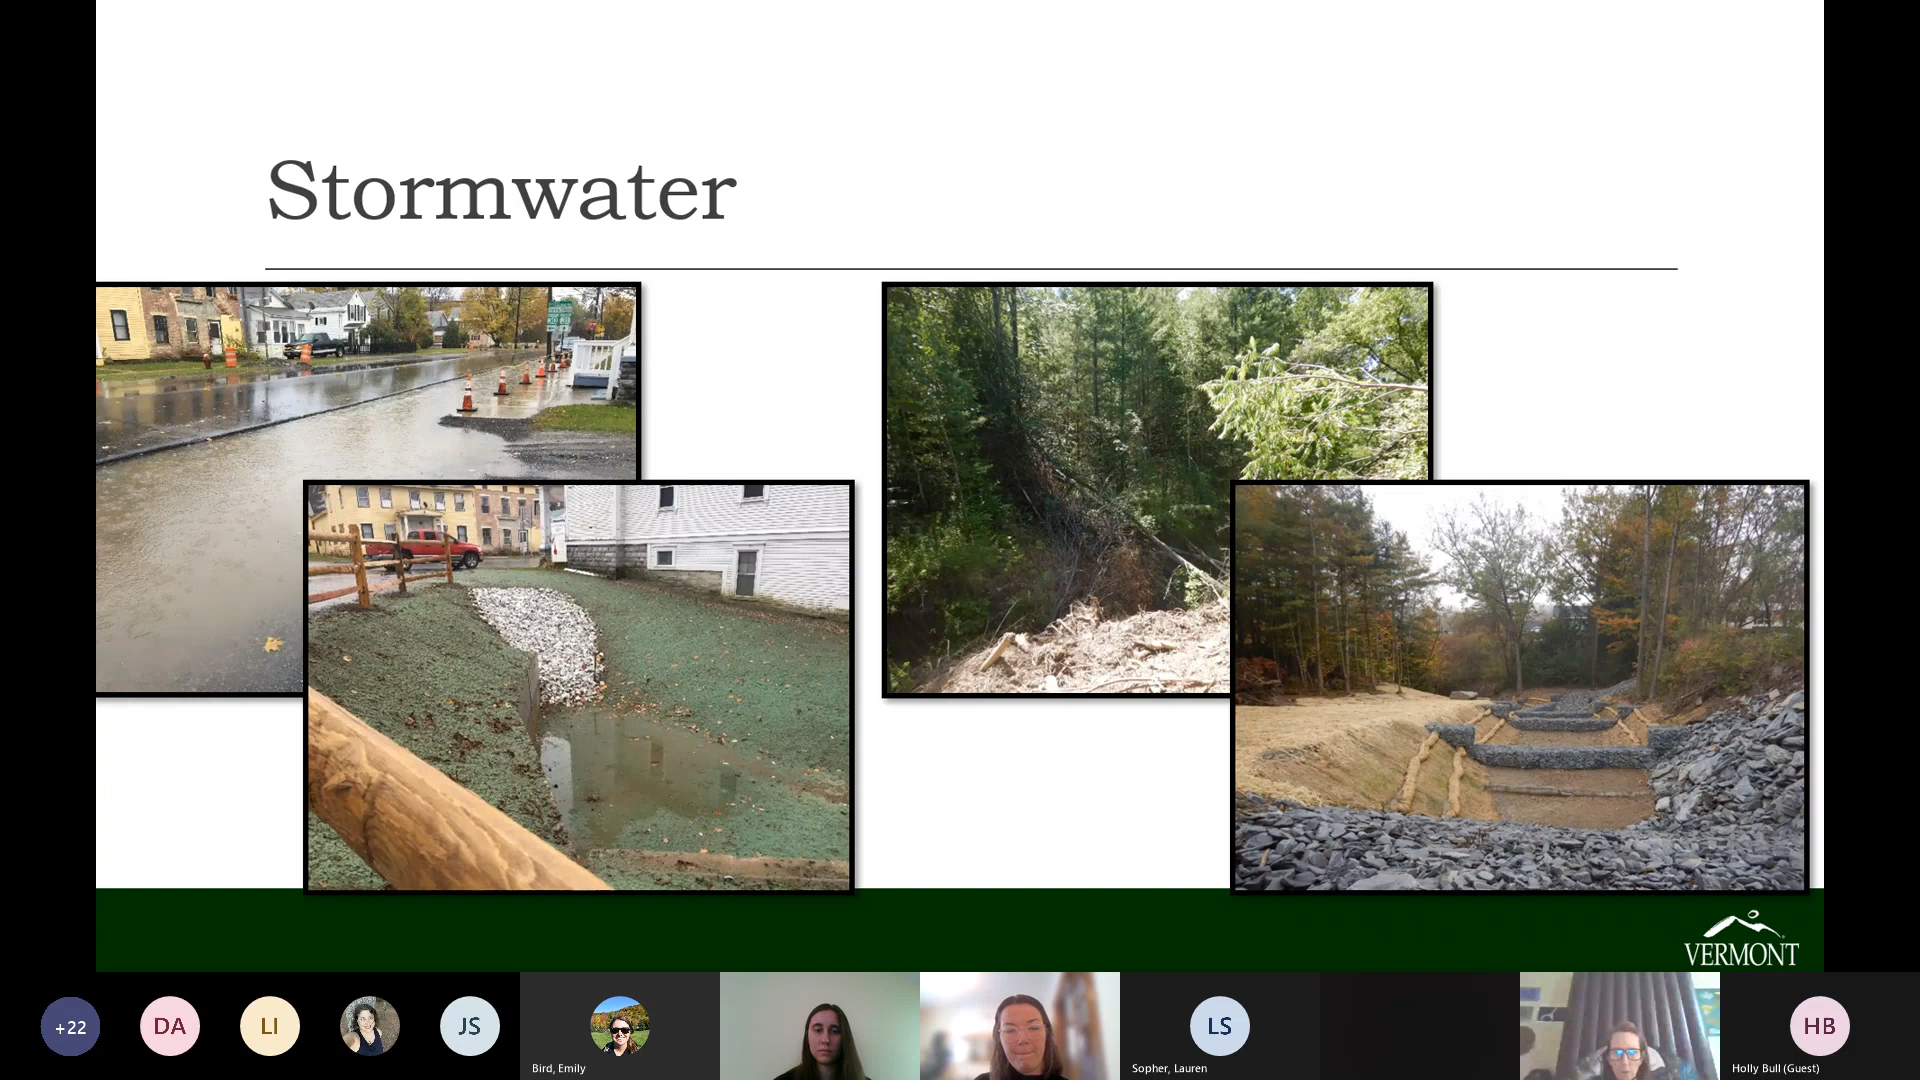 Stormwater
VERMONT
+22
DA
LI
JS
Bird, Emily
LS
Sopher, Lauren
HB
Holly Bull (Guest)